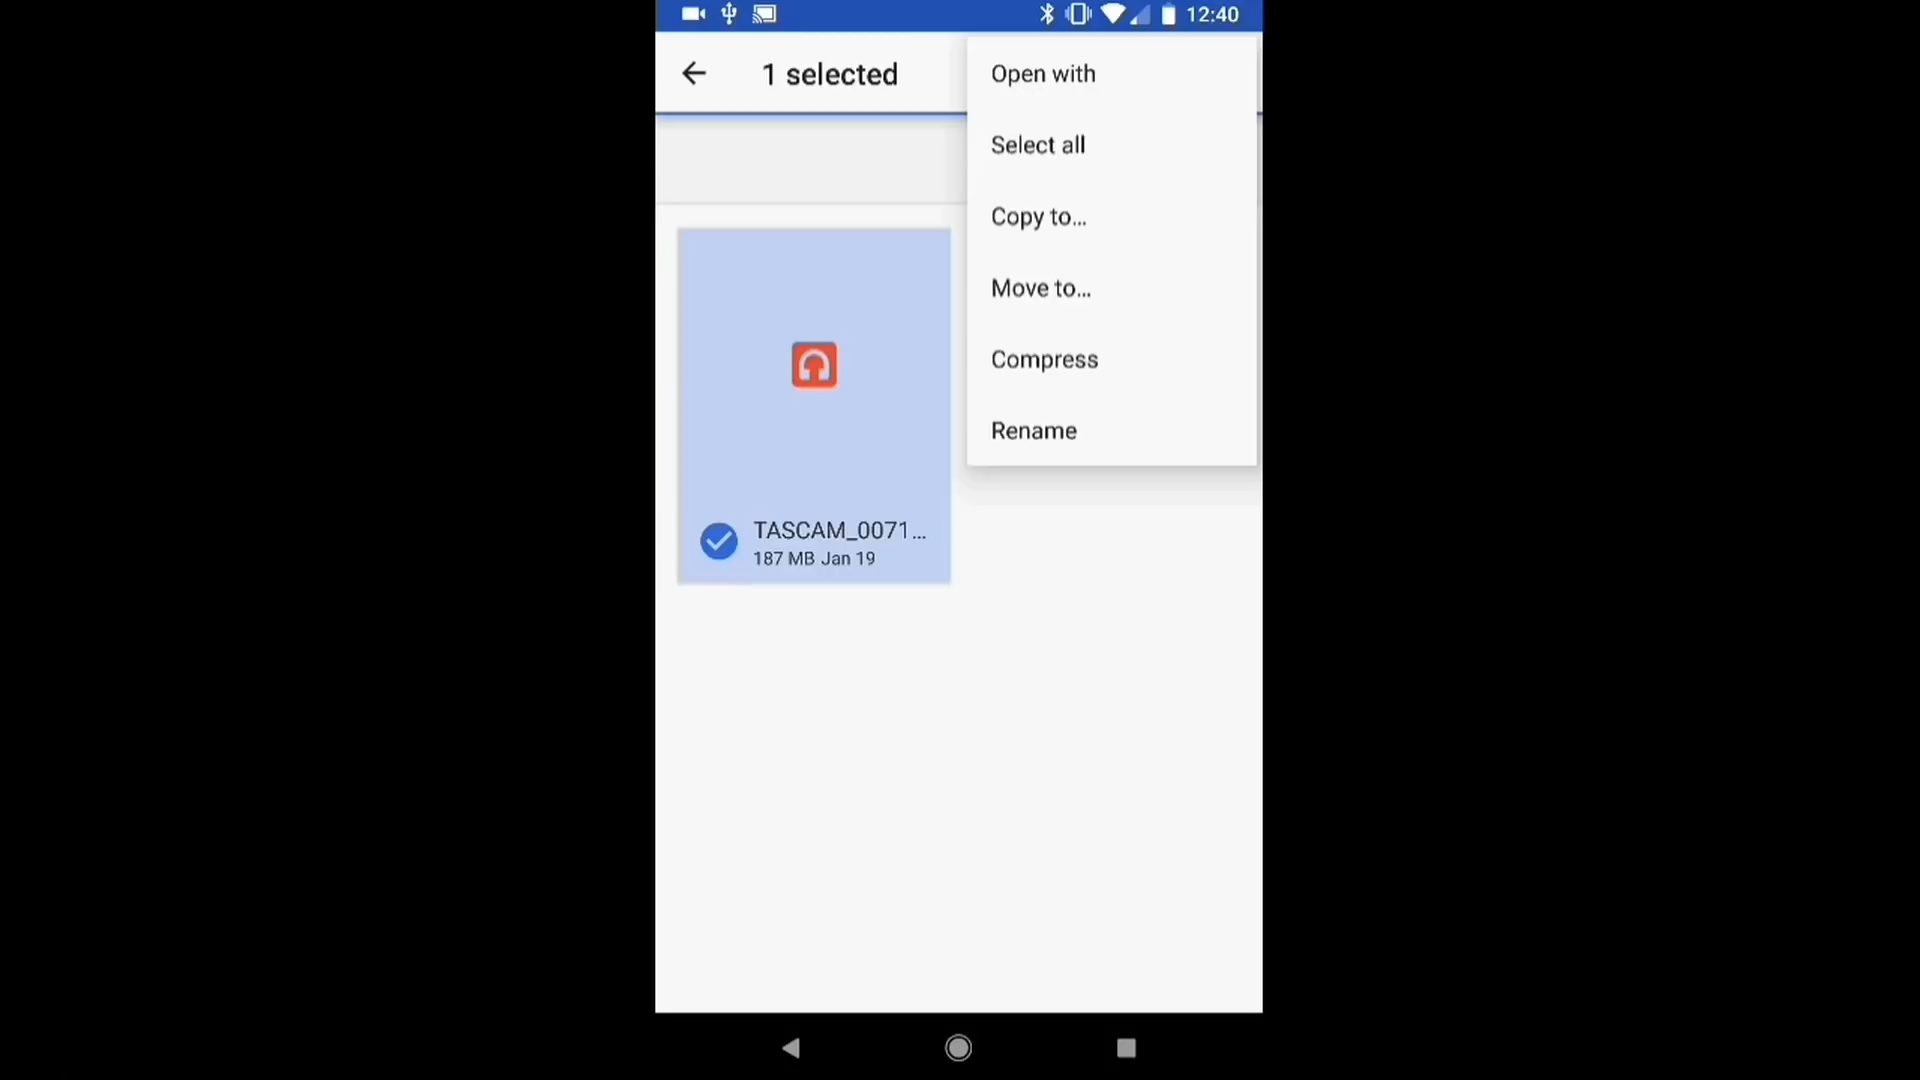 12:40
1 selected
Open with
Select all
Copy to…
Move to…
Compress
Rename
TASCAM_0071…
187 MB Jan 19